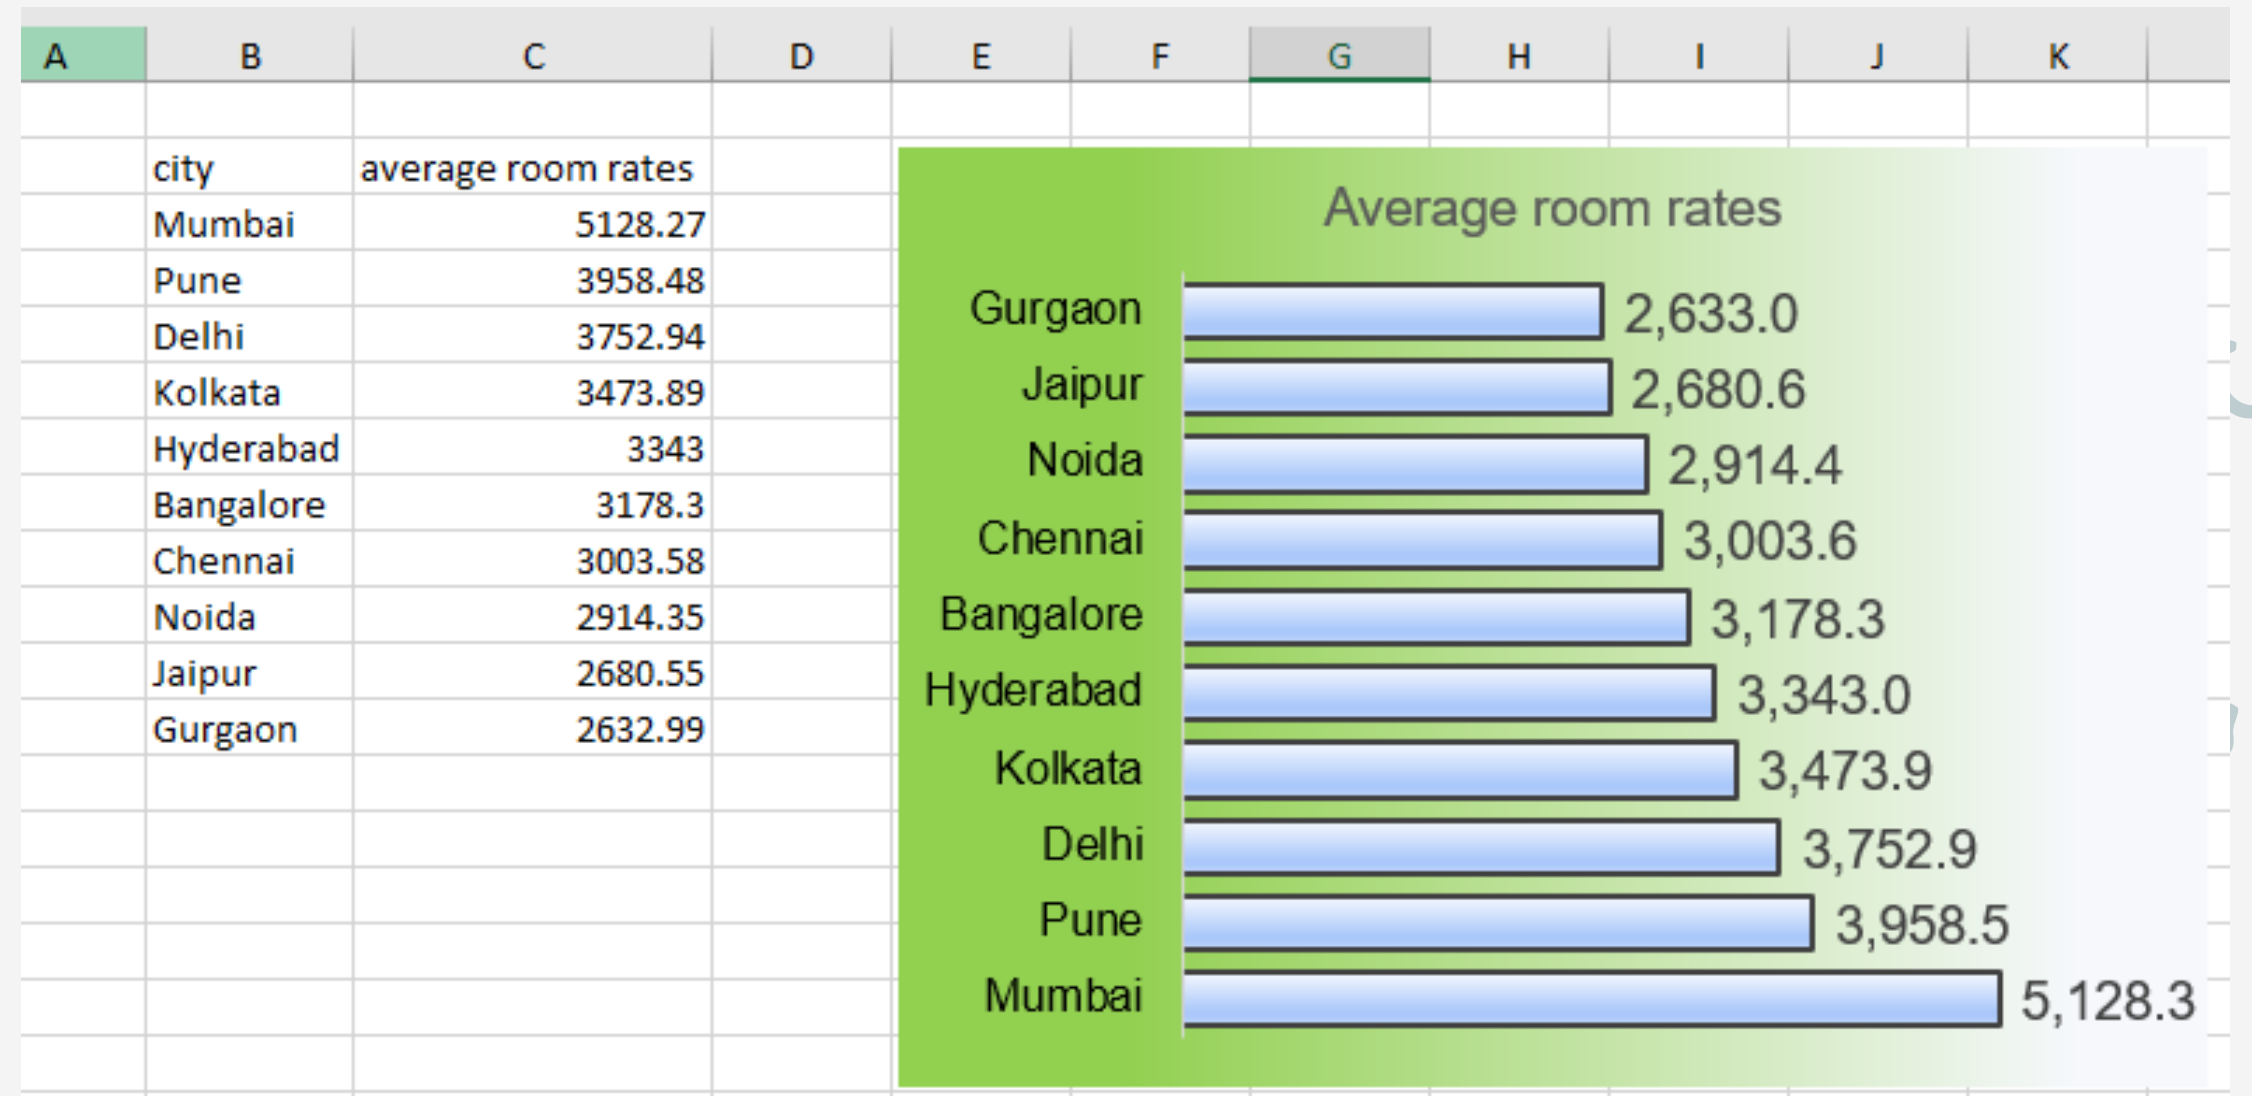 A B C D E F G H I J K
city average room rates
Mumbai 5128.27
Pune 3958.48
Delhi 3752.94
Kolkata 3473.89
Hyderabad 3343
Bangalore 3178.3
Chennai 3003.58
Noida 2914.35
Jaipur 2680.55
Gurgaon 2632.99
Average room rates
Gurgaon 2,633.0
Jaipur 2,680.6
Noida 2,914.4
Chennai 3,003.6
Bangalore 3,178.3
Hyderabad 3,343.0
Kolkata 3,473.9
Delhi 3,752.9
Pune 3,958.5
Mumbai 5,128.3